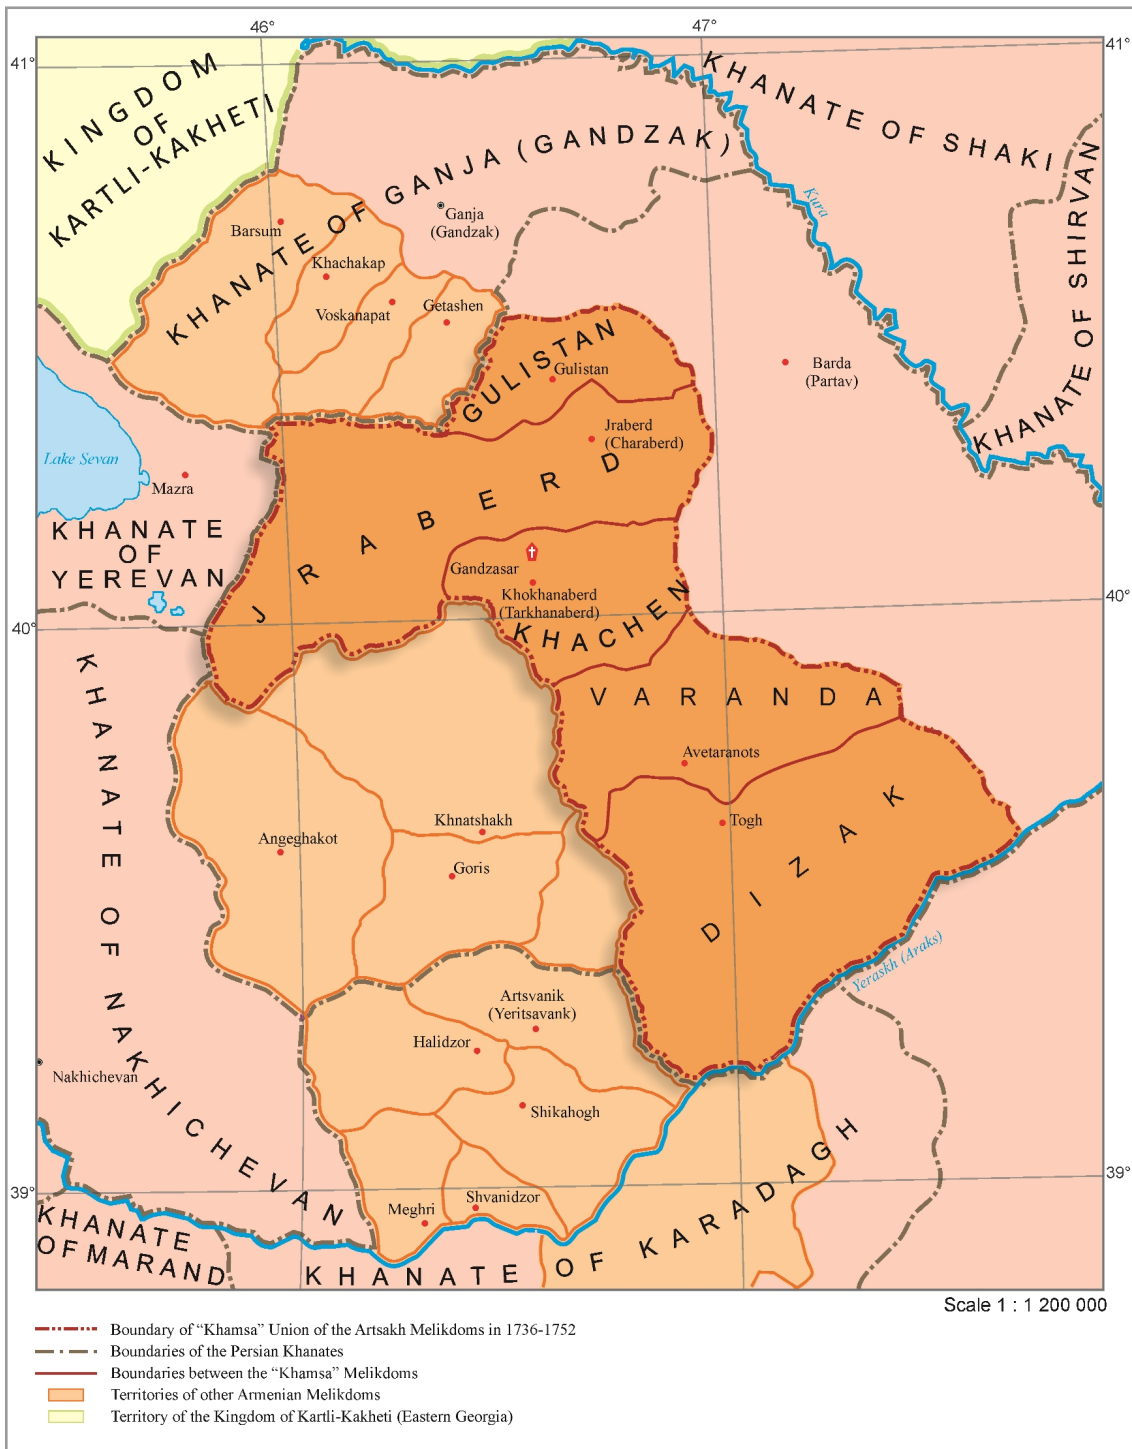 46°
47°
41°
41°
KINGDOM
OF
KARTLI-KAKHETI
KHANATE OF SHAKI
KHANATE OF GANJA (GANDZAK)
KHANATE OF SHIRVAN
Kura
Ganja
(Gandzak)
Barsum
Khachakap
Voskanapat
Getashen
GULISTAN
Gulistan
Barda
(Partav)
Jraberd
(Charaberd)
JRABERD
Lake Sevan
Mazra
KHANATE
OF
YEREVAN
Gandzasar
Khokhanaberd
(Tarkhanaberd)
KHACHEN
40°
40°
VARANDA
Avetaranots
Togh
DIZAK
KHANATE OF NAKHICHEVAN
Khnatshakh
Angeghakot
Goris
Yeraskh (Araks)
Artsvanik
(Yeritsavank)
Halidzor
Shikahogh
Nakhichevan
39°
39°
Meghri
Shvanidzor
KHANATE
OF MARAND
KHANATE OF KARADAGH
Scale 1 : 1 200 000
Boundary of “Khamsa” Union of the Artsakh Melikdoms in 1736-1752
Boundaries of the Persian Khanates
Boundaries between the “Khamsa” Melikdoms
Territories of other Armenian Melikdoms
Territory of the Kingdom of Kartli-Kakheti (Eastern Georgia)